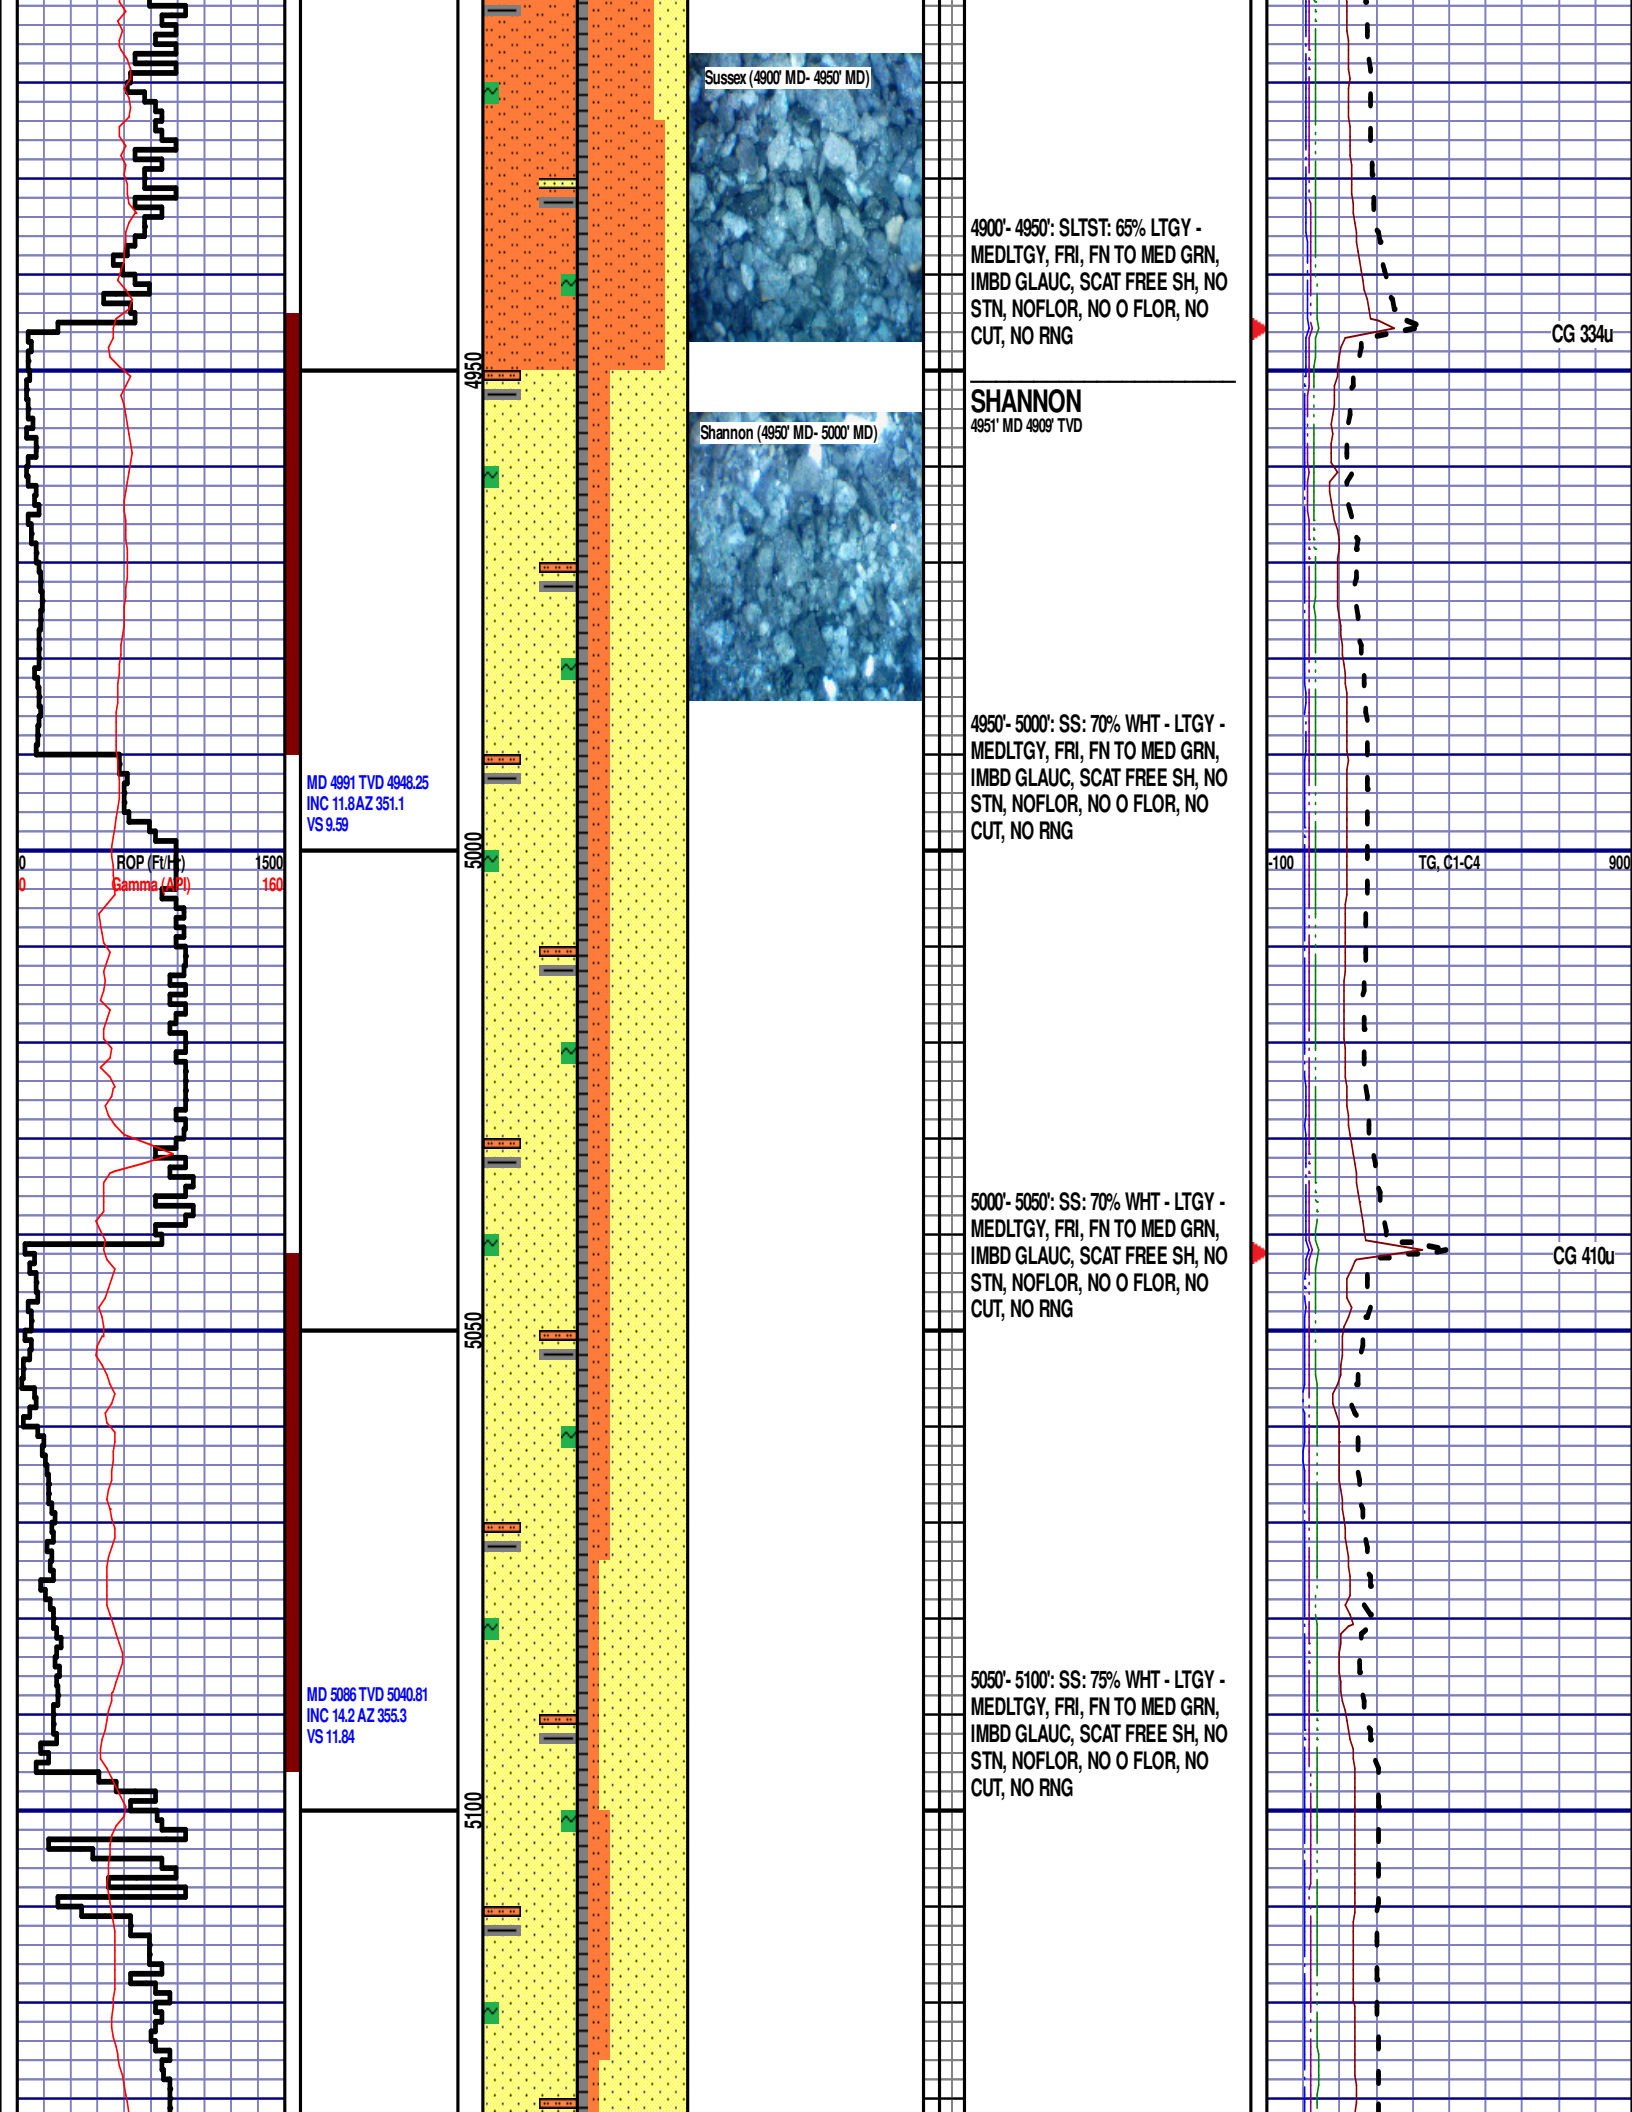 Sussex (4900' MD- 4950' MD)
4900'- 4950': SLTST: 65% LTGY -
MEDLTGY, FRI, FN TO MED GRN,
IMBD GLAUC, SCAT FREE SH, NO
STN, NOFLOR, NO O FLOR, NO
CUT, NO RNG
CG 334u
4950
SHANNON
4951' MD 4909' TVD
Shannon (4950' MD- 5000' MD)
4950'- 5000': SS: 70% WHT - LTGY -
MEDLTGY, FRI, FN TO MED GRN,
IMBD GLAUC, SCAT FREE SH, NO
STN, NOFLOR, NO O FLOR, NO
CUT, NO RNG
MD 4991 TVD 4948.25
INC 11.8 AZ 351.1
VS 9.59
5000
0 ROP (Ft/Hr) 1500
0 Gamma (API) 160
-100 TG, C1-C4 900
5000'- 5050': SS: 70% WHT - LTGY -
MEDLTGY, FRI, FN TO MED GRN,
IMBD GLAUC, SCAT FREE SH, NO
STN, NOFLOR, NO O FLOR, NO
CUT, NO RNG
CG 410u
5050
5050'- 5100': SS: 75% WHT - LTGY -
MEDLTGY, FRI, FN TO MED GRN,
IMBD GLAUC, SCAT FREE SH, NO
STN, NOFLOR, NO O FLOR, NO
CUT, NO RNG
MD 5086 TVD 5040.81
INC 14.2 AZ 355.3
VS 11.84
5100